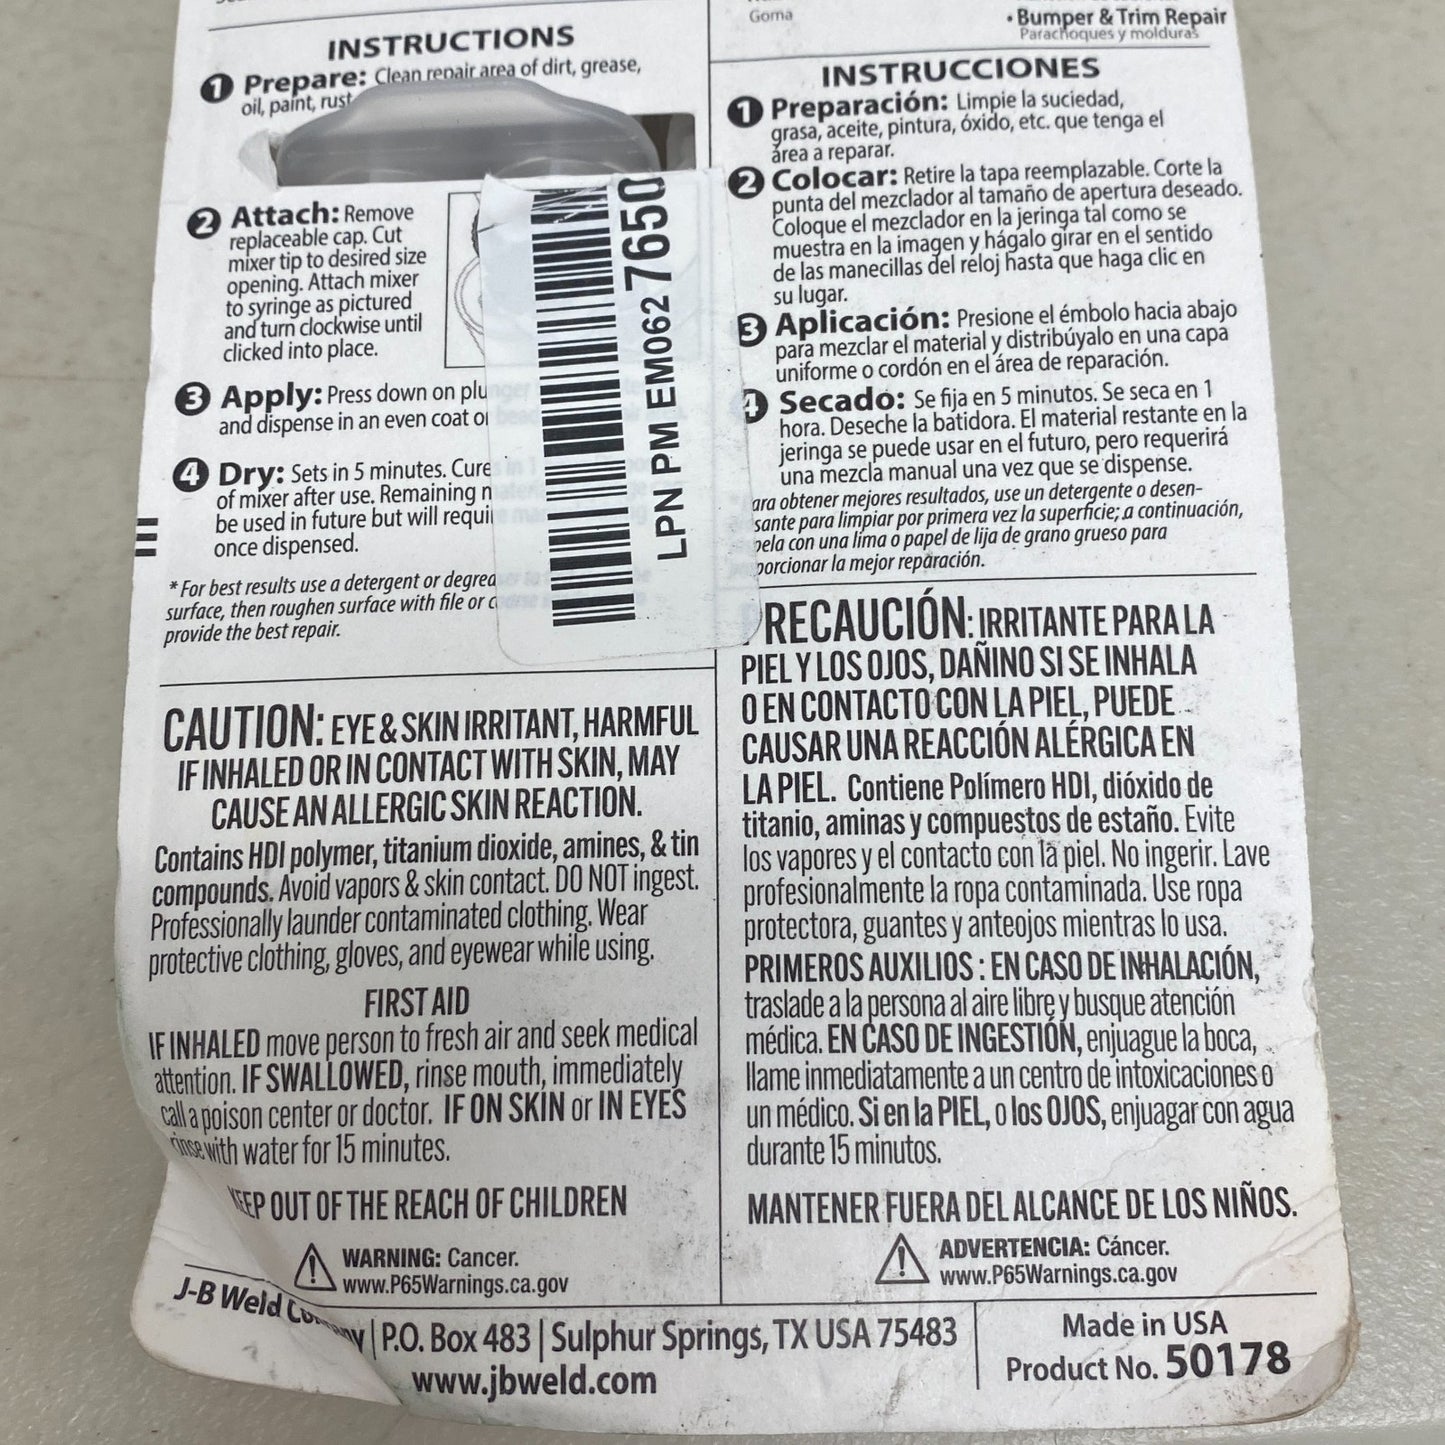 INSTRUCTIONS
1 Prepare: Clean repair area of dirt, grease,
oil, paint, rust
2 Attach: Remove
replaceable cap. Cut
mixer tip to desired size
opening. Attach mixer
to syringe as pictured
and turn clockwise until
clicked into place.
3 Apply: Press down on plunger
and dispense in an even coat or bead
4 Dry: Sets in 5 minutes. Cure
of mixer after use. Remaining
be used in future but will
once dispensed.
* For best results use a detergent or
surface, then roughen surface with file or
provide the best repair.
CAUTION: EYE & SKIN IRRITANT, HARMFUL
IF INHALED OR IN CONTACT WITH SKIN, MAY
CAUSE AN ALLERGIC SKIN REACTION.
Contains HDI polymer, titanium dioxide, amines, & tin
compounds. Avoid vapors & skin contact. DO NOT ingest.
Professionally launder contaminated clothing. Wear
protective clothing, gloves, and eyewear while using.
FIRST AID
IF INHALED move person to fresh air and seek medical
attention. IF SWALLOWED, rinse mouth, immediately
call a poison center or doctor. IF ON SKIN or IN EYES
rinse with water for 15 minutes.
KEEP OUT OF THE REACH OF CHILDREN
WARNING: Cancer.
www.P65Warnings.ca.gov
LPN PM EM062 7650
Goma
• Bumper & Trim Repair
Parachoques y molduras
INSTRUCCIONES
1 Preparación: Limpie la suciedad,
grasa, aceite, pintura, óxido, etc. que tenga el
área a reparar.
2 Colocar: Retire la tapa reemplazable. Corte la
punta del mezclador al tamaño de apertura deseado.
Coloque el mezclador en la jeringa tal como se
muestra en la imagen y hágalo girar en el sentido
de las manecillas del reloj hasta que haga clic en
su lugar.
3 Aplicación: Presione el émbolo hacia abajo
para mezclar el material y distribúyalo en una capa
uniforme o cordón en el área de reparación.
4 Secado: Se fija en 5 minutos. Se seca en 1
hora. Deseche la batidora. El material restante en la
jeringa se puede usar en el futuro, pero requerirá
una mezcla manual una vez que se dispense.
ara obtener mejores resultados, use un detergente o desen-
sante para limpiar por primera vez la superficie; a continuación,
pela con una lima o papel de lija de grano grueso para
porcionar la mejor reparación.
PRECAUCIÓN: IRRITANTE PARA LA
PIEL Y LOS OJOS, DAÑINO SI SE INHALA
O EN CONTACTO CON LA PIEL, PUEDE
CAUSAR UNA REACCIÓN ALÉRGICA EN
LA PIEL. Contiene Polímero HDI, dióxido de
titanio, aminas y compuestos de estaño. Evite
los vapores y el contacto con la piel. No ingerir. Lave
profesionalmente la ropa contaminada. Use ropa
protectora, guantes y anteojos mientras lo usa.
PRIMEROS AUXILIOS : EN CASO DE INHALACIÓN,
traslade a la persona al aire libre y busque atención
médica. EN CASO DE INGESTIÓN, enjuague la boca,
llame inmediatamente a un centro de intoxicaciones o
un médico. Si en la PIEL, o los OJOS, enjuagar con agua
durante 15 minutos.
MANTENER FUERA DEL ALCANCE DE LOS NIÑOS.
ADVERTENCIA: Cáncer.
www.P65Warnings.ca.gov
J-B Weld Company | P.O. Box 483 | Sulphur Springs, TX USA 75483
www.jbweld.com
Made in USA
Product No. 50178